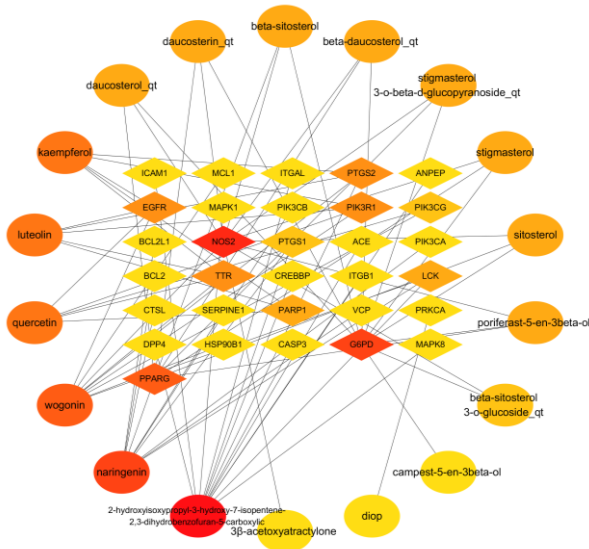 beta-sitosterol
daucosterin_qt
beta-daucosterol_qt
daucosterol_qt
stigmasterol
3-o-beta-d-glucopyranoside_qt
kaempferol
stigmasterol
ICAM1
MCL1
ITGAL
PTGS2
ANPEP
EGFR
MAPK1
PIK3CB
PIK3R1
PIK3CG
luteolin
BCL2L1
NOS2
PTGS1
ACE
PIK3CA
sitosterol
BCL2
TTR
CREBBP
ITGB1
LCK
quercetin
CTSL
SERPINE1
PARP1
VCP
PRKCA
poriferast-5-en-3beta-ol
DPP4
HSP90B1
CASP3
G6PD
MAPK8
PPARG
wogonin
beta-sitosterol
3-o-glucoside_qt
naringenin
campest-5-en-3beta-ol
2-hydroxyisoxypropyl-3-hydroxy-7-isopentene-
2,3-dihydrobenzofuran-5-carboxylic
diop
3β-acetoxyatractylone